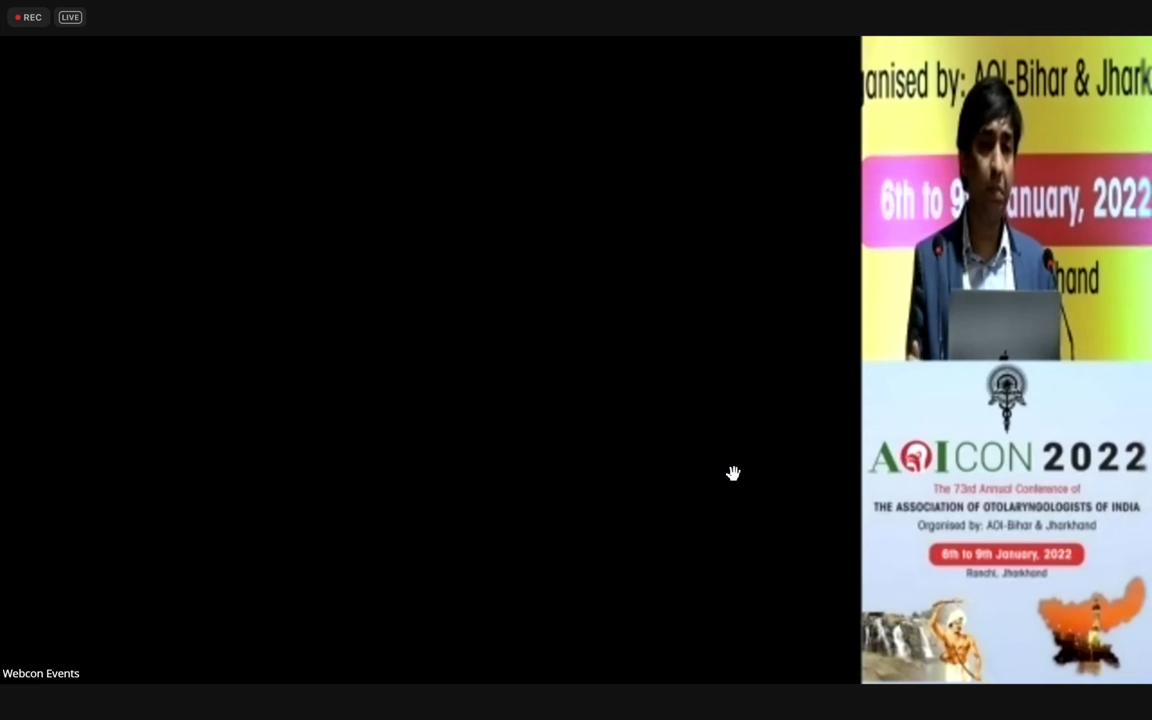 REC
LIVE
ganised by: AOI-Bihar & Jhark
6th to 9 anuary, 2022
hand
AOICON 2022
The 73rd Annual Conference of
THE ASSOCIATION OF OTOLARYNGOLOGISTS OF INDIA
Organised by: AOI-Bihar & Jharkhand
6th to 9th January, 2022
Ranchi, Jharkhand
Webcon Events